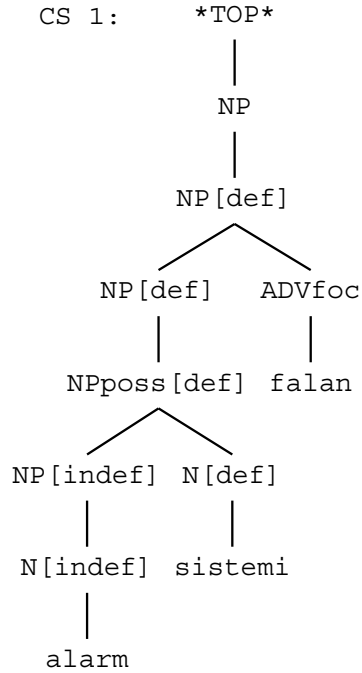 CS 1: *TOP*
NP
NP[def]
NP[def] ADVfoc
NPposs[def] falan
NP[indef] N[def]
N[indef] sistemi
alarm